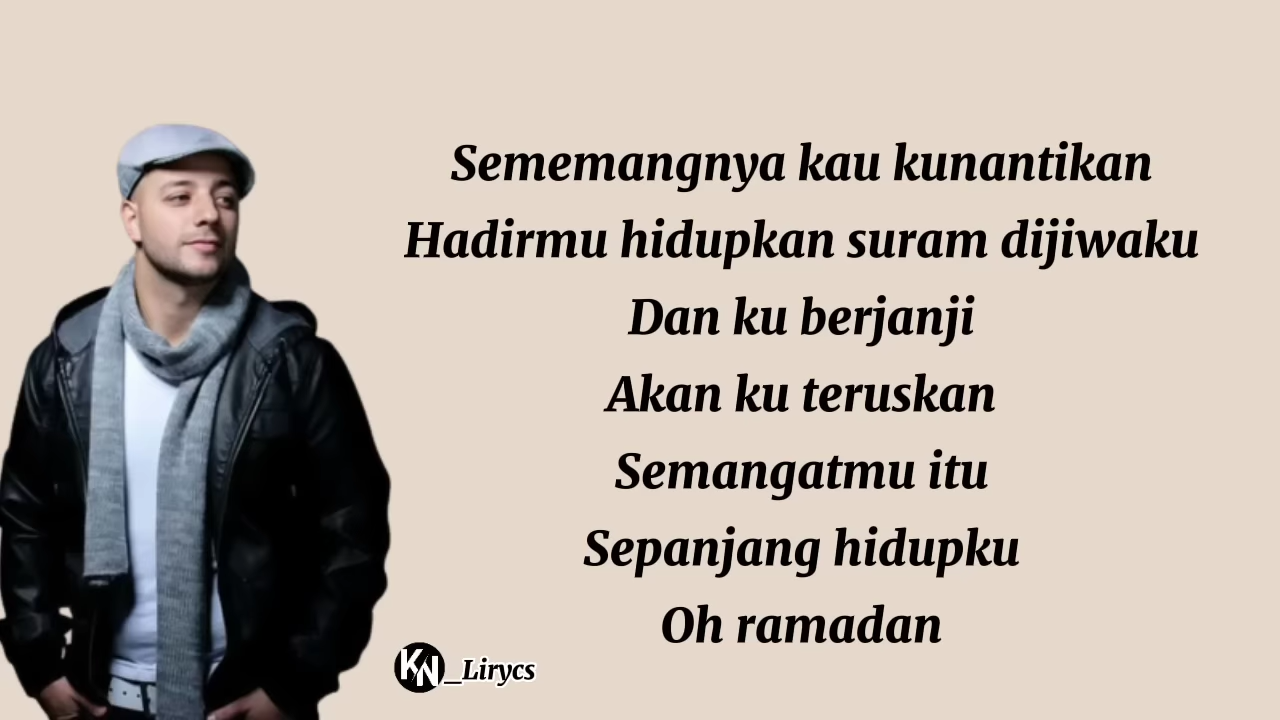 Sememangnya kau kunantikan
Hadirmu hidupkan suram dijiwaku
Dan ku berjanji
Akan ku teruskan
Semangatmu itu
Sepanjang hidupku
Oh ramadan
KN_Lirycs